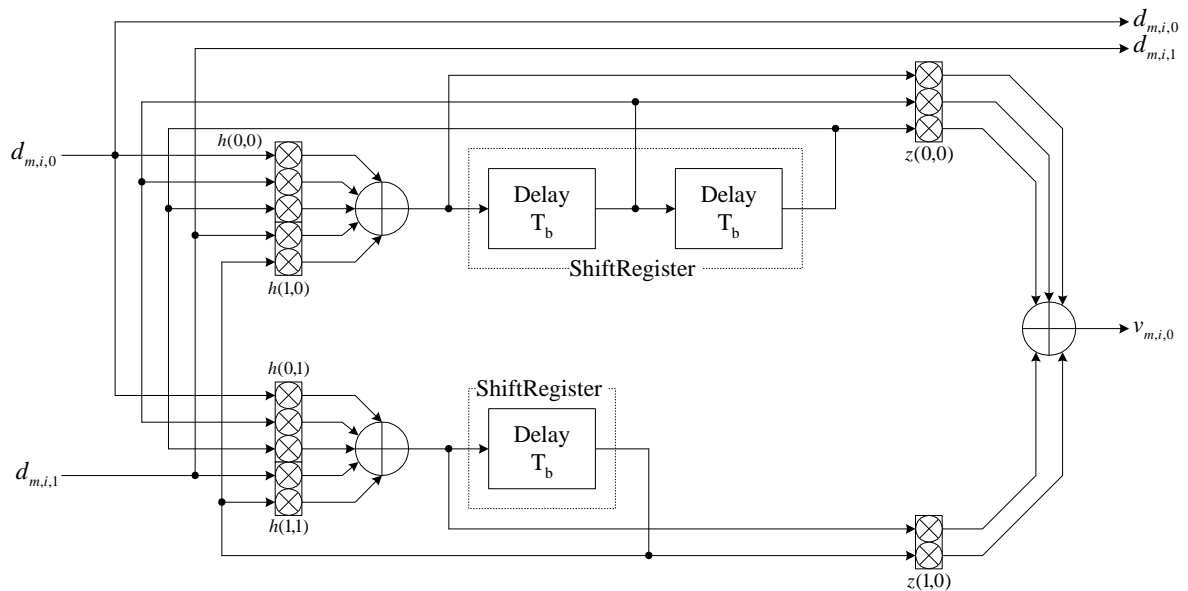 d_{m,i,0}
d_{m,i,1}
h(0,0)
z(0,0)
d_{m,i,0}
Delay
T_b
Delay
T_b
ShiftRegister
h(1,0)
v_{m,i,0}
h(0,1)
ShiftRegister
Delay
T_b
d_{m,i,1}
h(1,1)
z(1,0)